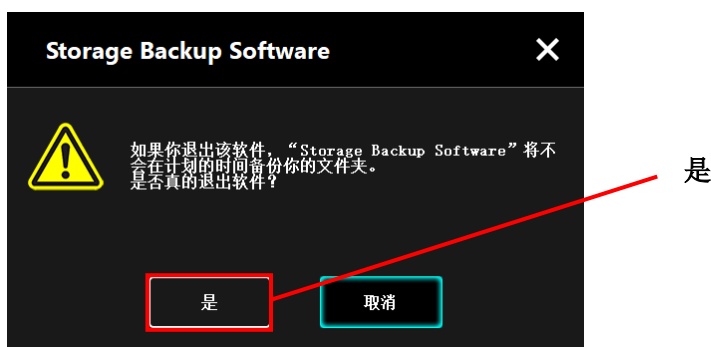 Storage Backup Software
如果你退出该软件，“Storage Backup Software”将不
会在计划的时间备份你的文件夹。
是否真的退出软件？
是
是
取消